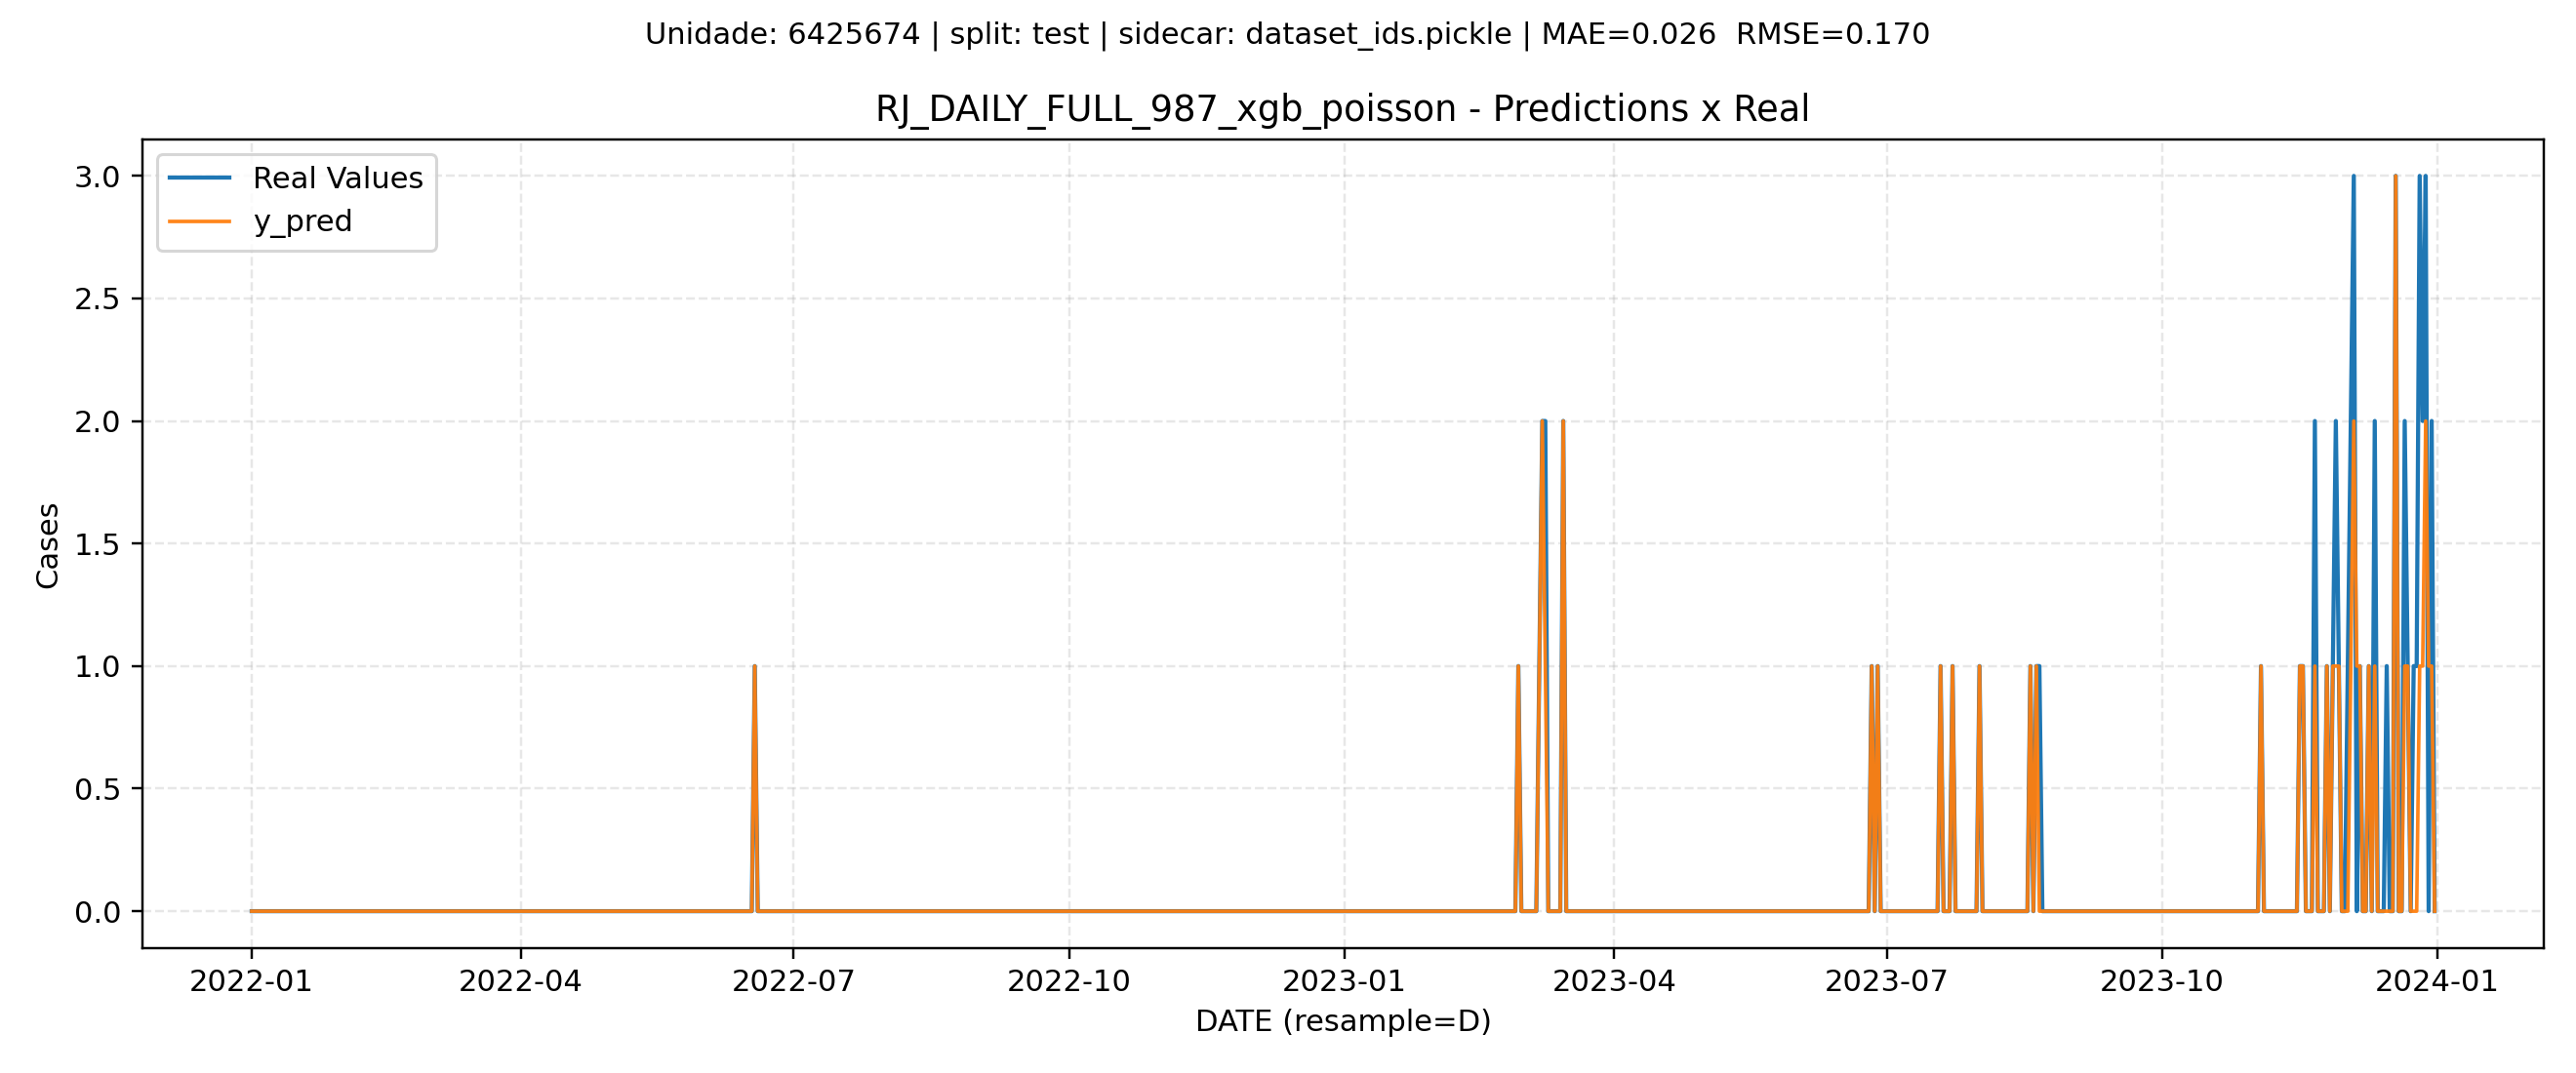 Unidade: 6425674 | split: test | sidecar: dataset_ids.pickle | MAE=0.026  RMSE=0.170
RJ_DAILY_FULL_987_xgb_poisson - Predictions x Real
Real Values
y_pred
Cases
3.0
2.5
2.0
1.5
1.0
0.5
0.0
2022-01
2022-04
2022-07
2022-10
2023-01
2023-04
2023-07
2023-10
2024-01
DATE (resample=D)